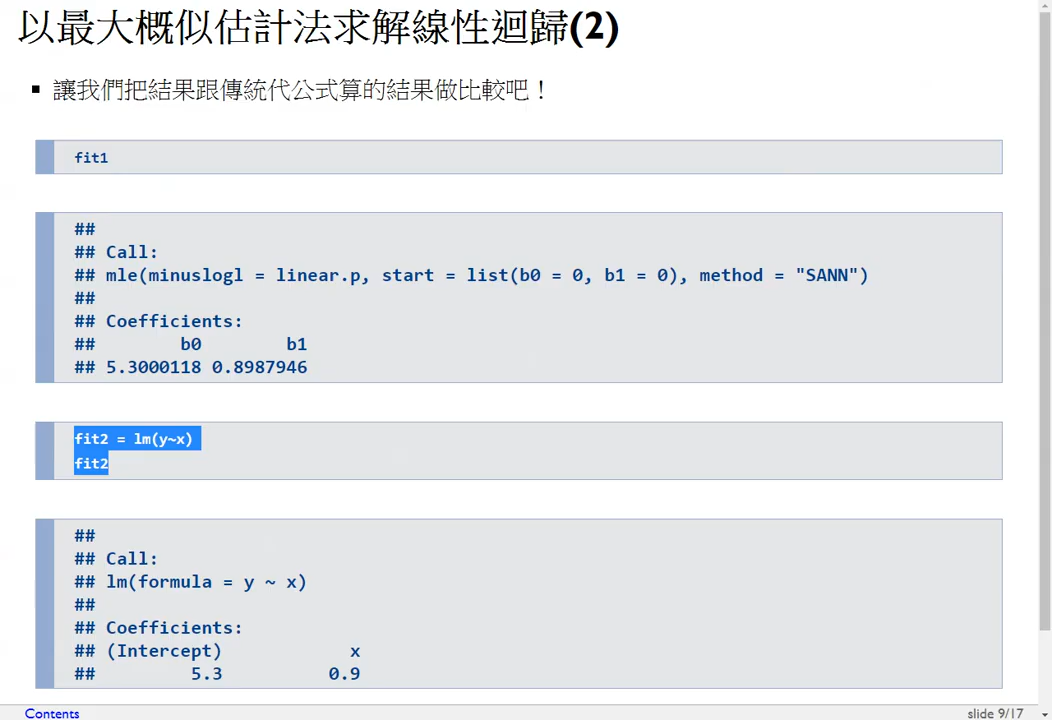 以最大概似估計法求解線性迴歸(2)
讓我們把結果跟傳統代公式算的結果做比較吧！
fit1
##
## Call:
## mle(minuslogl = linear.p, start = list(b0 = 0, b1 = 0), method = "SANN")
##
## Coefficients:
##        b0        b1
## 5.3000118 0.8987946
fit2 = lm(y~x)
fit2
##
## Call:
## lm(formula = y ~ x)
##
## Coefficients:
## (Intercept)            x
##         5.3          0.9
Contents
slide 9/17